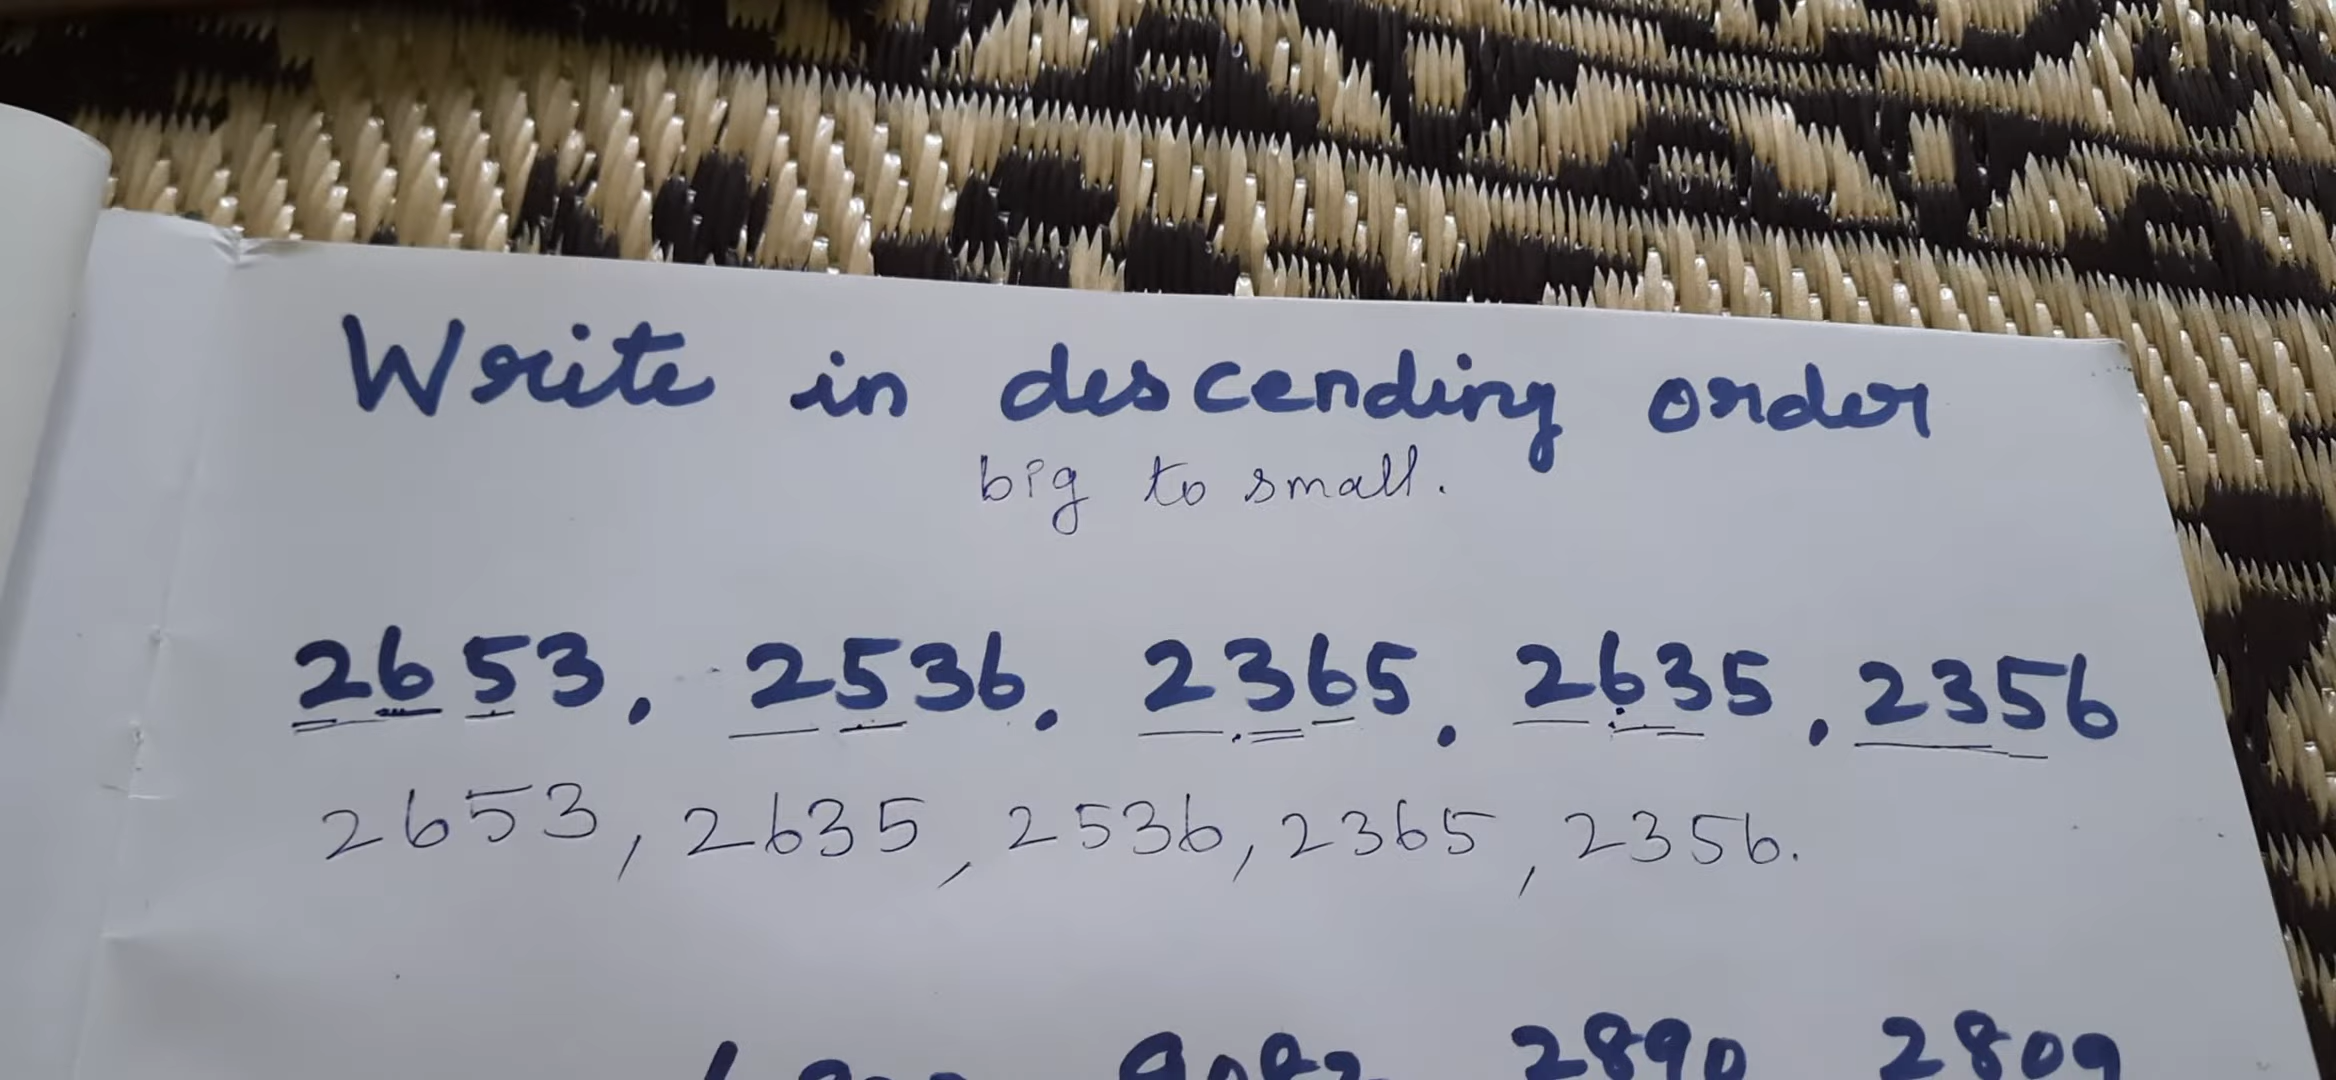 Write in descending order
big to small.
2653, 2536, 2365, 2635, 2356
2653, 2635, 2536, 2365, 2356.
2890 2809